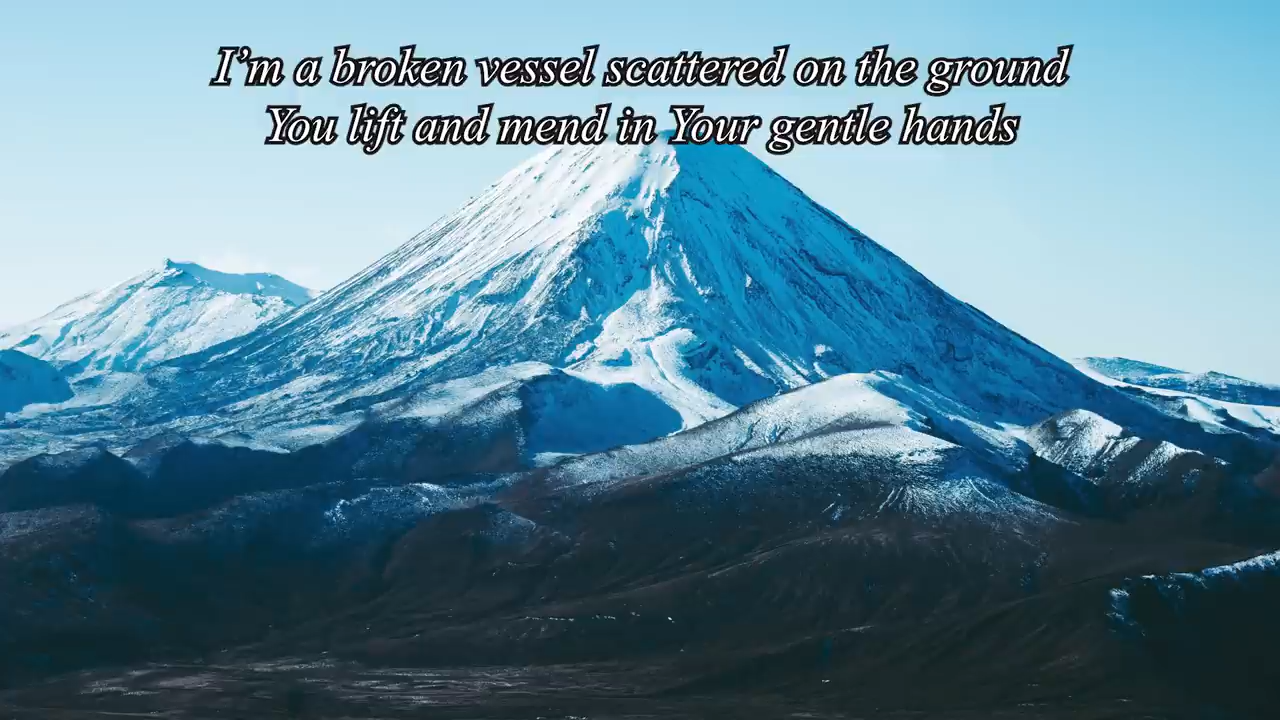 I’m a broken vessel scattered on the ground
You lift and mend in Your gentle hands